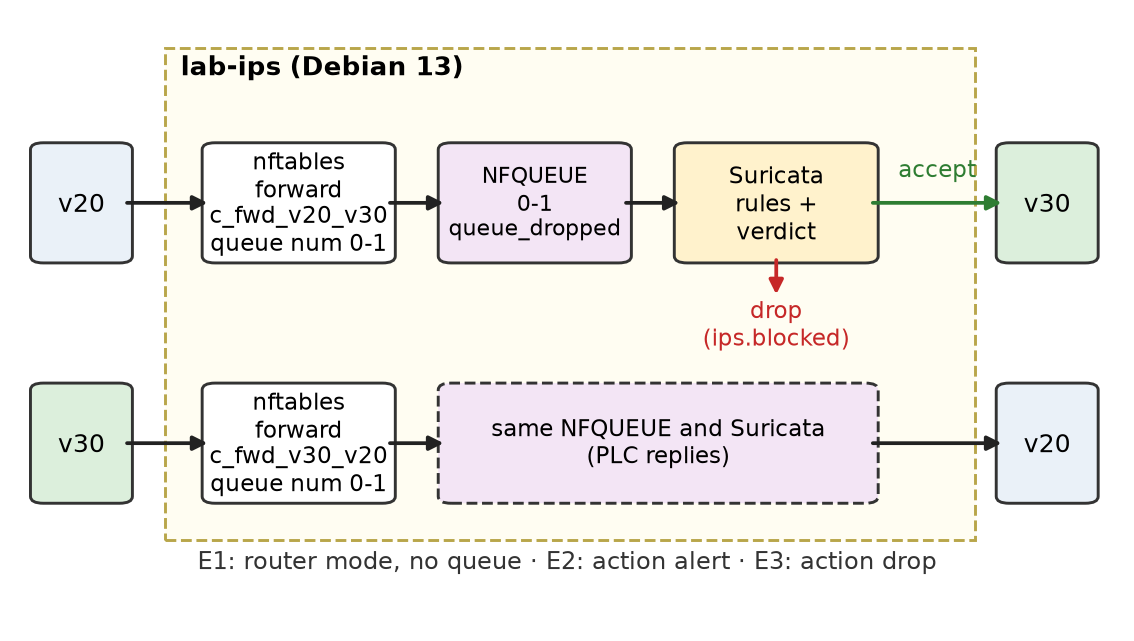 lab-ips (Debian 13)
v20
nftables
forward
c_fwd_v20_v30
queue num 0-1
NFQUEUE
0-1
queue_dropped
Suricata
rules +
verdict
accept
v30
drop
(ips.blocked)
v30
nftables
forward
c_fwd_v30_v20
queue num 0-1
same NFQUEUE and Suricata
(PLC replies)
v20
E1: router mode, no queue · E2: action alert · E3: action drop